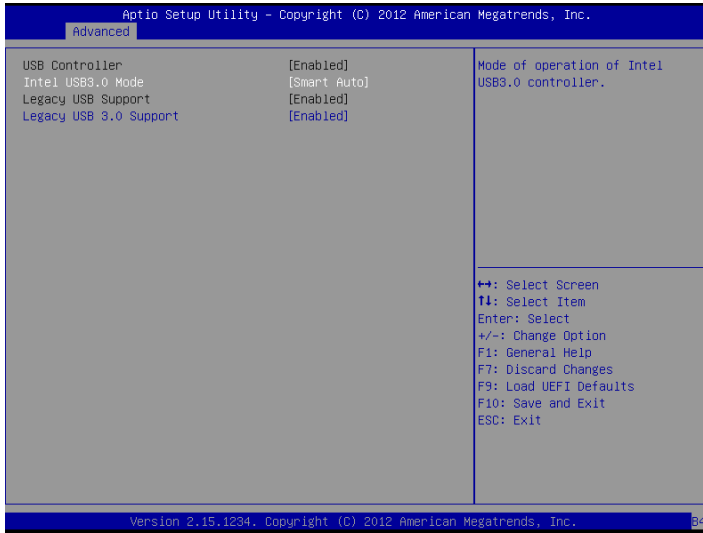 Aptio Setup Utility – Copyright (C) 2012 American Megatrends, Inc.
Advanced
USB Controller [Enabled]
Intel USB3.0 Mode [Smart Auto]
Legacy USB Support [Enabled]
Legacy USB 3.0 Support [Enabled]
Mode of operation of Intel
USB3.0 controller.
↔: Select Screen
↑↓: Select Item
Enter: Select
+/-: Change Option
F1: General Help
F7: Discard Changes
F9: Load UEFI Defaults
F10: Save and Exit
ESC: Exit
Version 2.15.1234. Copyright (C) 2012 American Megatrends, Inc.
B4